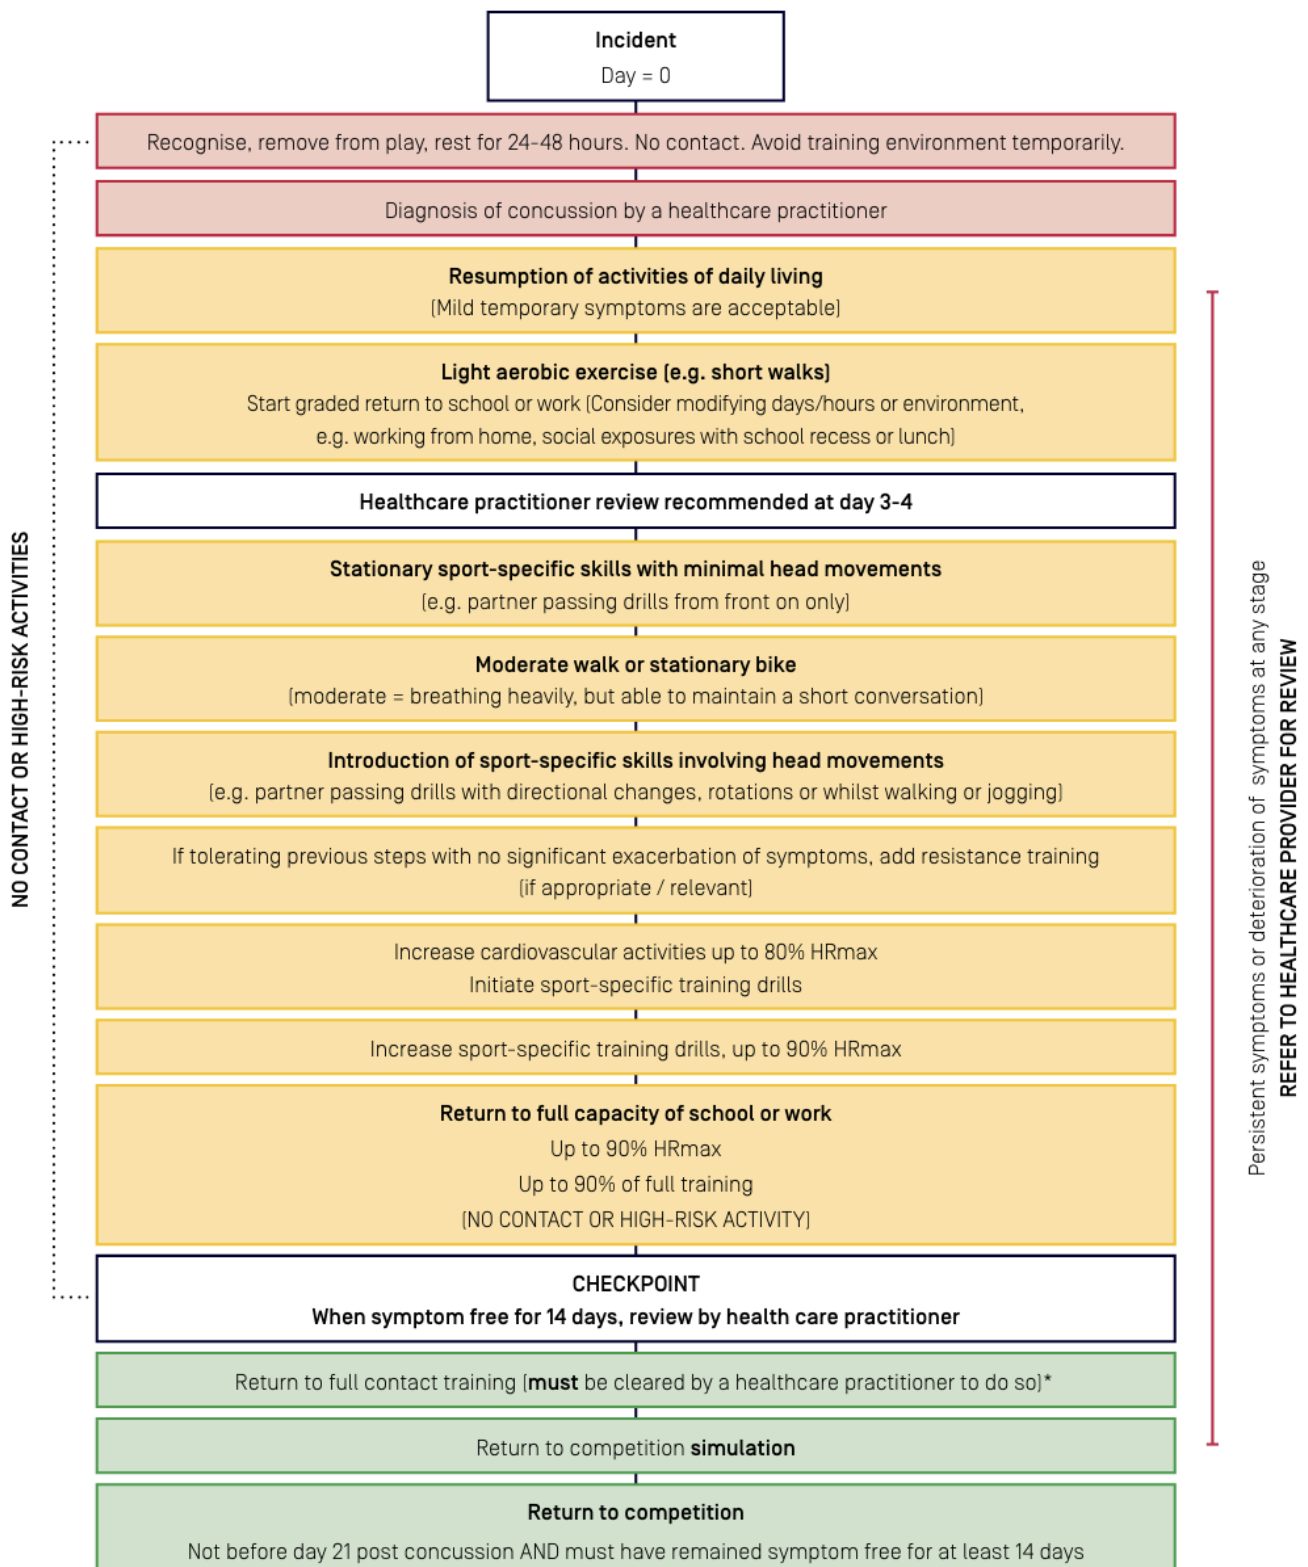 Incident
Day = 0
Recognise, remove from play, rest for 24-48 hours. No contact. Avoid training environment temporarily.
Diagnosis of concussion by a healthcare practitioner
Resumption of activities of daily living
(Mild temporary symptoms are acceptable)
Light aerobic exercise (e.g. short walks)
Start graded return to school or work (Consider modifying days/hours or environment,
e.g. working from home, social exposures with school recess or lunch)
Healthcare practitioner review recommended at day 3-4
Stationary sport-specific skills with minimal head movements
(e.g. partner passing drills from front on only)
Moderate walk or stationary bike
(moderate = breathing heavily, but able to maintain a short conversation)
Introduction of sport-specific skills involving head movements
(e.g. partner passing drills with directional changes, rotations or whilst walking or jogging)
If tolerating previous steps with no significant exacerbation of symptoms, add resistance training
(if appropriate / relevant)
Increase cardiovascular activities up to 80% HRmax
Initiate sport-specific training drills
Increase sport-specific training drills, up to 90% HRmax
Return to full capacity of school or work
Up to 90% HRmax
Up to 90% of full training
(NO CONTACT OR HIGH-RISK ACTIVITY)
CHECKPOINT
When symptom free for 14 days, review by health care practitioner
Return to full contact training (must be cleared by a healthcare practitioner to do so)*
Return to competition simulation
Return to competition
Not before day 21 post concussion AND must have remained symptom free for at least 14 days
NO CONTACT OR HIGH-RISK ACTIVITIES
Persistent symptoms or deterioration of symptoms at any stage
REFER TO HEALTHCARE PROVIDER FOR REVIEW